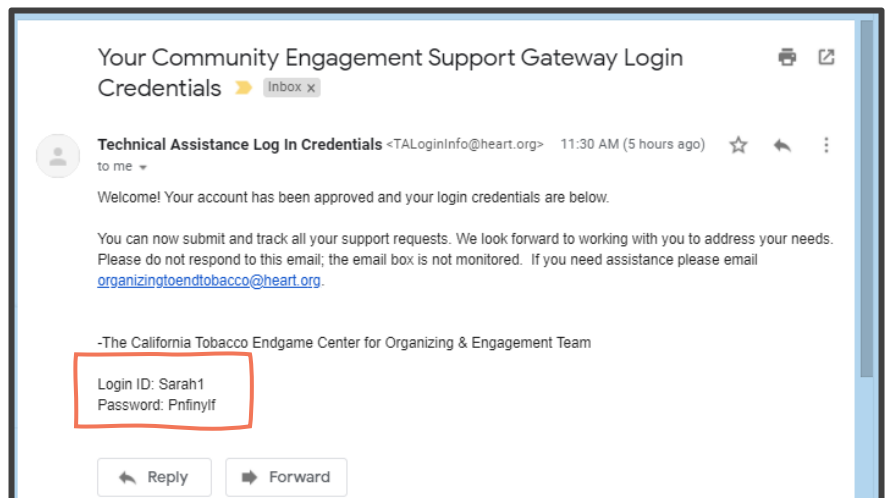 Your Community Engagement Support Gateway Login
Credentials Inbox x
Technical Assistance Log In Credentials <TALoginInfo@heart.org> 11:30 AM (5 hours ago)
to me
Welcome! Your account has been approved and your login credentials are below.
You can now submit and track all your support requests. We look forward to working with you to address your needs.
Please do not respond to this email; the email box is not monitored. If you need assistance please email
organizingtoendtobacco@heart.org.
-The California Tobacco Endgame Center for Organizing & Engagement Team
Login ID: Sarah1
Password: Pnfinylf
Reply Forward